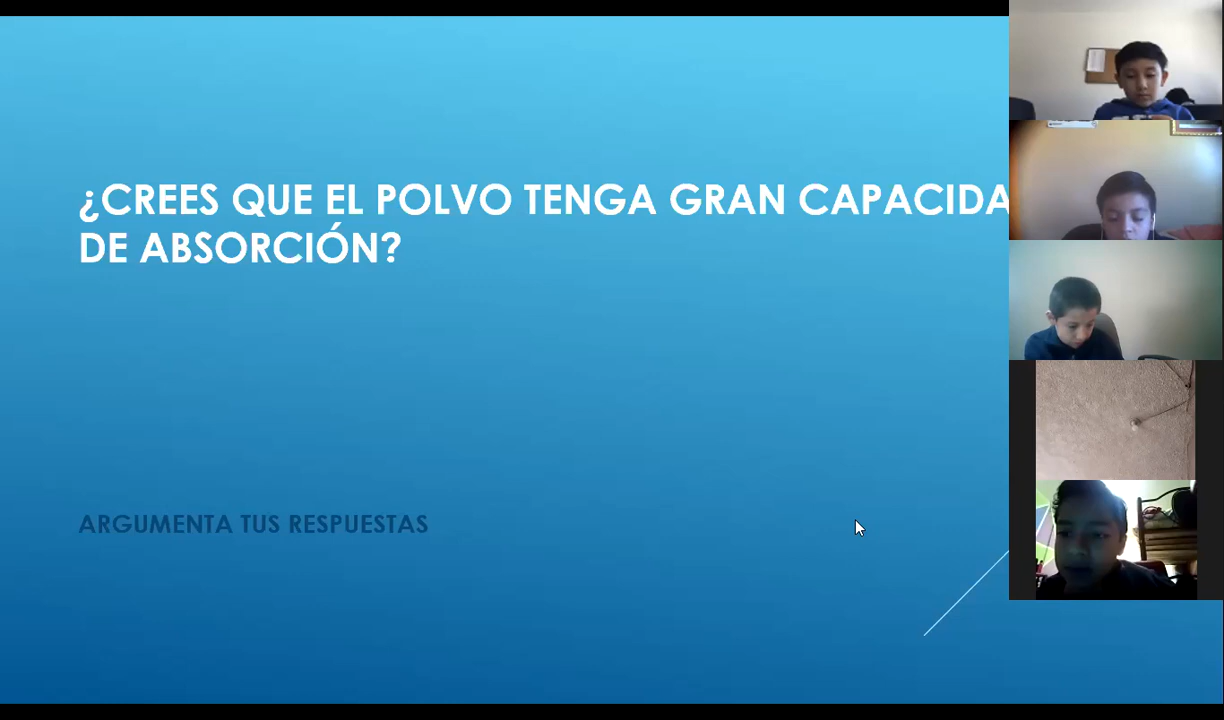 ¿CREES QUE EL POLVO TENGA GRAN CAPACIDA
DE ABSORCIÓN?
ARGUMENTA TUS RESPUESTAS